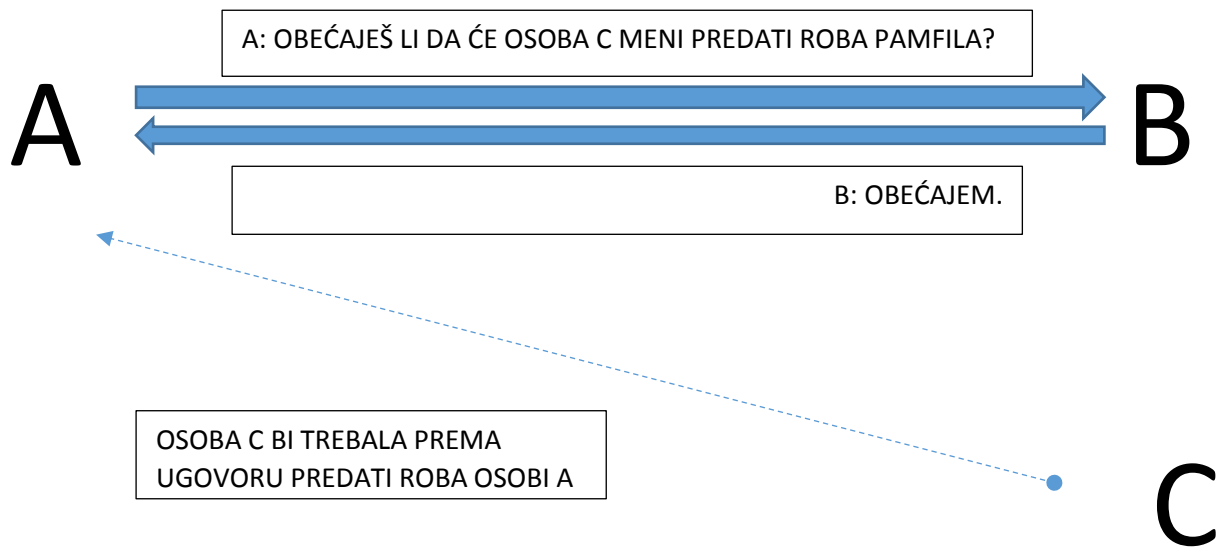 A: OBEĆAJEŠ LI DA ĆE OSOBA C MENI PREDATI ROBA PAMFILA?
A
B
B: OBEĆAJEM.
OSOBA C BI TREBALA PREMA
UGOVORU PREDATI ROBA OSOBI A
C